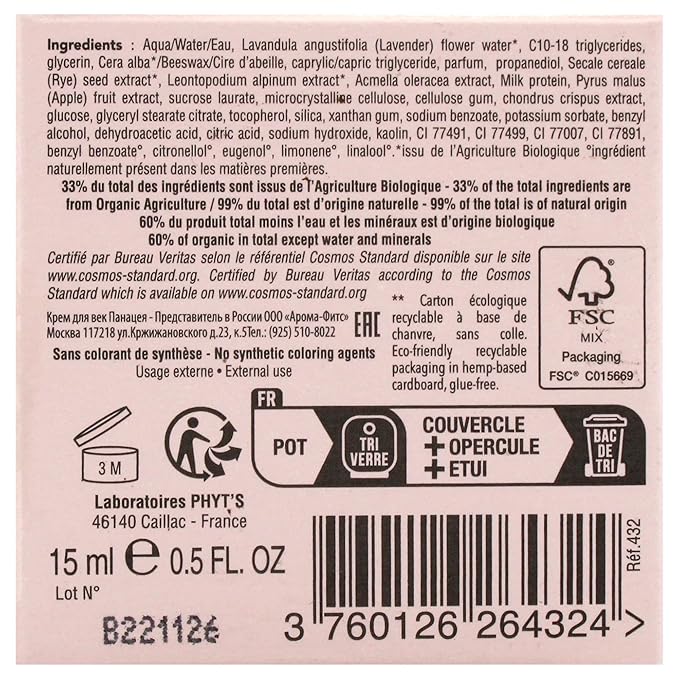 Ingredients : Aqua/Water/Eau, Lavandula angustifolia (Lavender) flower water*, C10-18 triglycerides,
glycerin, Cera alba*/Beeswax/Cire d'abeille, caprylic/capric triglyceride, parfum, propanediol, Secale cereale
(Rye) seed extract*, Leontopodium alpinum extract*, Acmella oleracea extract, Milk protein, Pyrus malus
(Apple) fruit extract, sucrose laurate, microcrystalline cellulose, cellulose gum, chondrus crispus extract,
glucose, glyceryl stearate citrate, tocopherol, silica, xanthan gum, sodium benzoate, potassium sorbate, benzyl
alcohol, dehydroacetic acid, citric acid, sodium hydroxide, kaolin, CI 77491, CI 77499, CI 77007, CI 77891,
benzyl benzoate°, citronellol°, eugenol°, limonene°, linalool°.*issu de l'Agriculture Biologique °ingrédient
naturellement présent dans les matières premières.
33% du total des ingrédients sont issus de l'Agriculture Biologique - 33% of the total ingredients are
from Organic Agriculture / 99% du total est d'origine naturelle - 99% of the total is of natural origin
60% du produit total moins l'eau et les minéraux est d'origine biologique
60% of organic in total except water and minerals
Certifié par Bureau Veritas selon le référentiel Cosmos Standard disponible sur le site
www.cosmos-standard.org. Certified by Bureau Veritas according to the Cosmos
Standard which is available on www.cosmos-standard.org
Крем для век Панацея - Представитель в России ООО «Арома-Фитс»
Москва 117218 ул.Кржижановского д.23, к.5Тел.: (925) 510-8022
EAC
Sans colorant de synthèse - No synthetic coloring agents
Usage externe • External use
** Carton écologique
recyclable à base de
chanvre, sans colle.
Eco-friendly recyclable
packaging in hemp-based
cardboard, glue-free.
FSC
MIX
Packaging
FSC® C015669
3 M
FR
POT
TRI
VERRE
COUVERCLE
+ OPERCULE
+ ETUI
BAC
DE
TRI
Laboratoires PHYT'S
46140 Caillac - France
15 ml e 0.5 FL. OZ
Lot N°
B221126
Réf.432
3 760126 264324 >